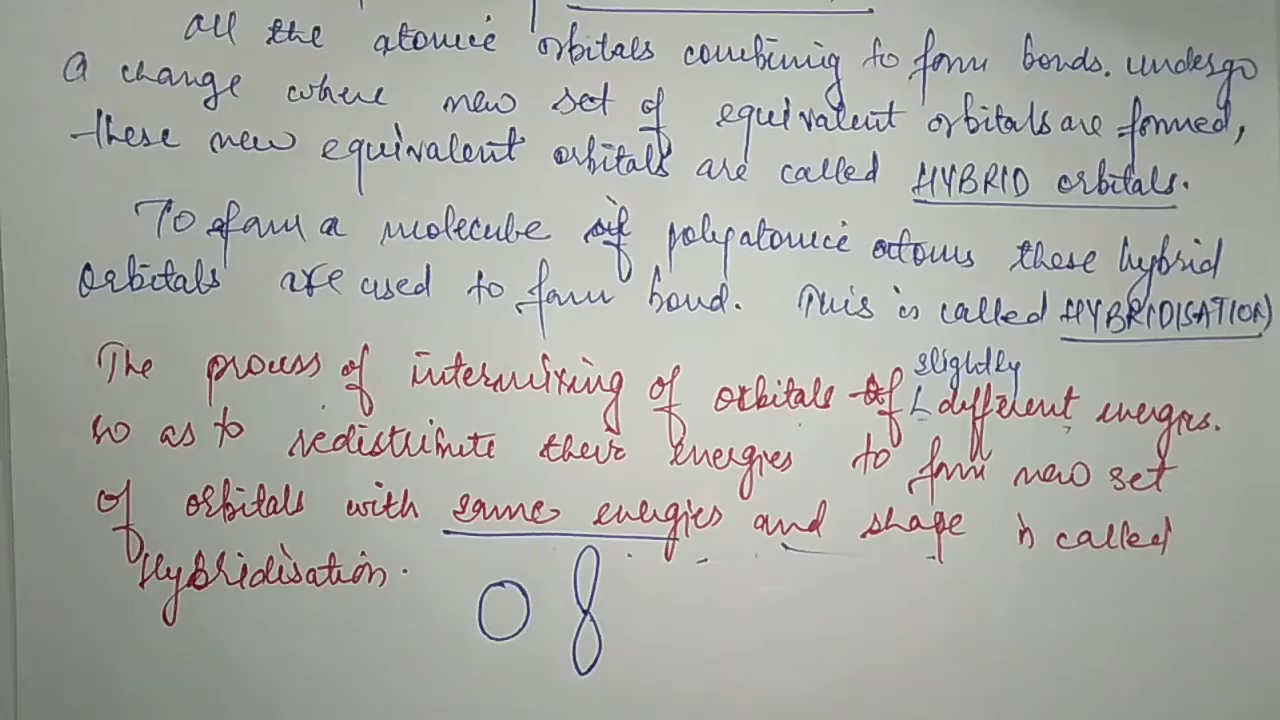 all the atomic orbitals combining to form bonds. undergo
a change where new set of equivalent orbitals are formed,
these new equivalent orbitals are called HYBRID orbitals.
To form a molecule of polyatomic atoms these hybrid
orbitals are used to form bond. This is called HYBRIDISATION
slightly
The process of intermixing of orbitals of different energies.
so as to redistribute their energies to form new set
of orbitals with same energies and shape is called
Hybridisation.